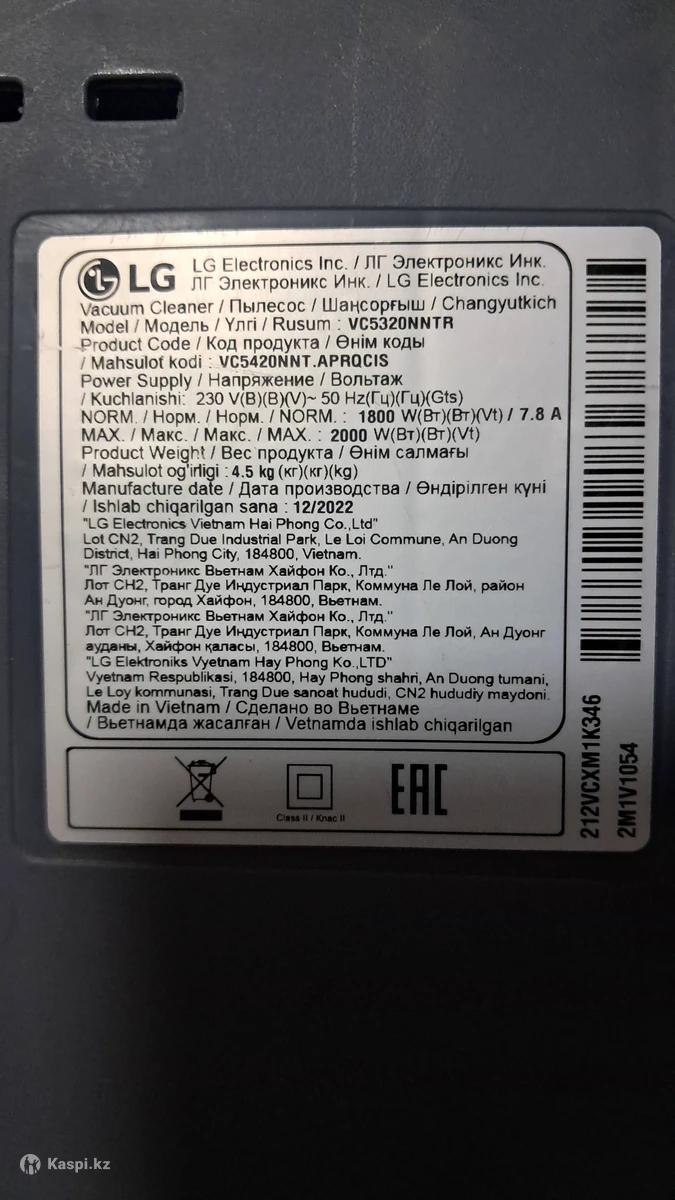 LG
LG Electronics Inc. / ЛГ Электроникс Инк.
ЛГ Электроникс Инк. / LG Electronics Inc.
Vacuum Cleaner / Пылесос / Шаңсорғыш / Changyutkich
Model / Модель / Үлгі / Rusum : VC5320NNTR
Product Code / Код продукта / Өнім коды
/ Mahsulot kodi : VC5420NNT.APRQCIS
Power Supply / Напряжение / Вольтаж
/ Kuchlanishi: 230 V(В)(В)(V)~ 50 Hz(Гц)(Гц)(Gts)
NORM. / Норм. / Норм. / NORM. : 1800 W(Вт)(Вт)(Vt) / 7.8 A
MAX. / Макс. / Макс. / MAX. : 2000 W(Вт)(Вт)(Vt)
Product Weight / Вес продукта / Өнім салмағы
/ Mahsulot og'irligi : 4.5 kg (кг)(кг)(kg)
Manufacture date / Дата производства / Өндірілген күні
/ Ishlab chiqarilgan sana : 12/2022
"LG Electronics Vietnam Hai Phong Co.,Ltd"
Lot CN2, Trang Due Industrial Park, Le Loi Commune, An Duong
District, Hai Phong City, 184800, Vietnam.
"ЛГ Электроникс Вьетнам Хайфон Ко., Лтд."
Лот CH2, Транг Дуе Индустриал Парк, Коммуна Ле Лой, район
Ан Дуонг, город Хайфон, 184800, Вьетнам.
"ЛГ Электроникс Вьетнам Хайфон Ко., Лтд."
Лот CH2, Транг Дуе Индустриал Парк, Коммуна Ле Лой, Ан Дуонг
ауданы, Хайфон қаласы, 184800, Вьетнам.
"LG Elektroniks Vyetnam Hay Phong Ko.,LTD"
Vyetnam Respublikasi, 184800, Hay Phong shahri, An Duong tumani,
Le Loy kommunasi, Trang Due sanoat hududi, CN2 hududiy maydoni.
Made in Vietnam / Сделано во Вьетнаме
/ Вьетнамда жасалған / Vetnamda ishlab chiqarilgan
Class II / Класс II
EAC
212VCXM1K346
2M1V1054
Kaspi.kz